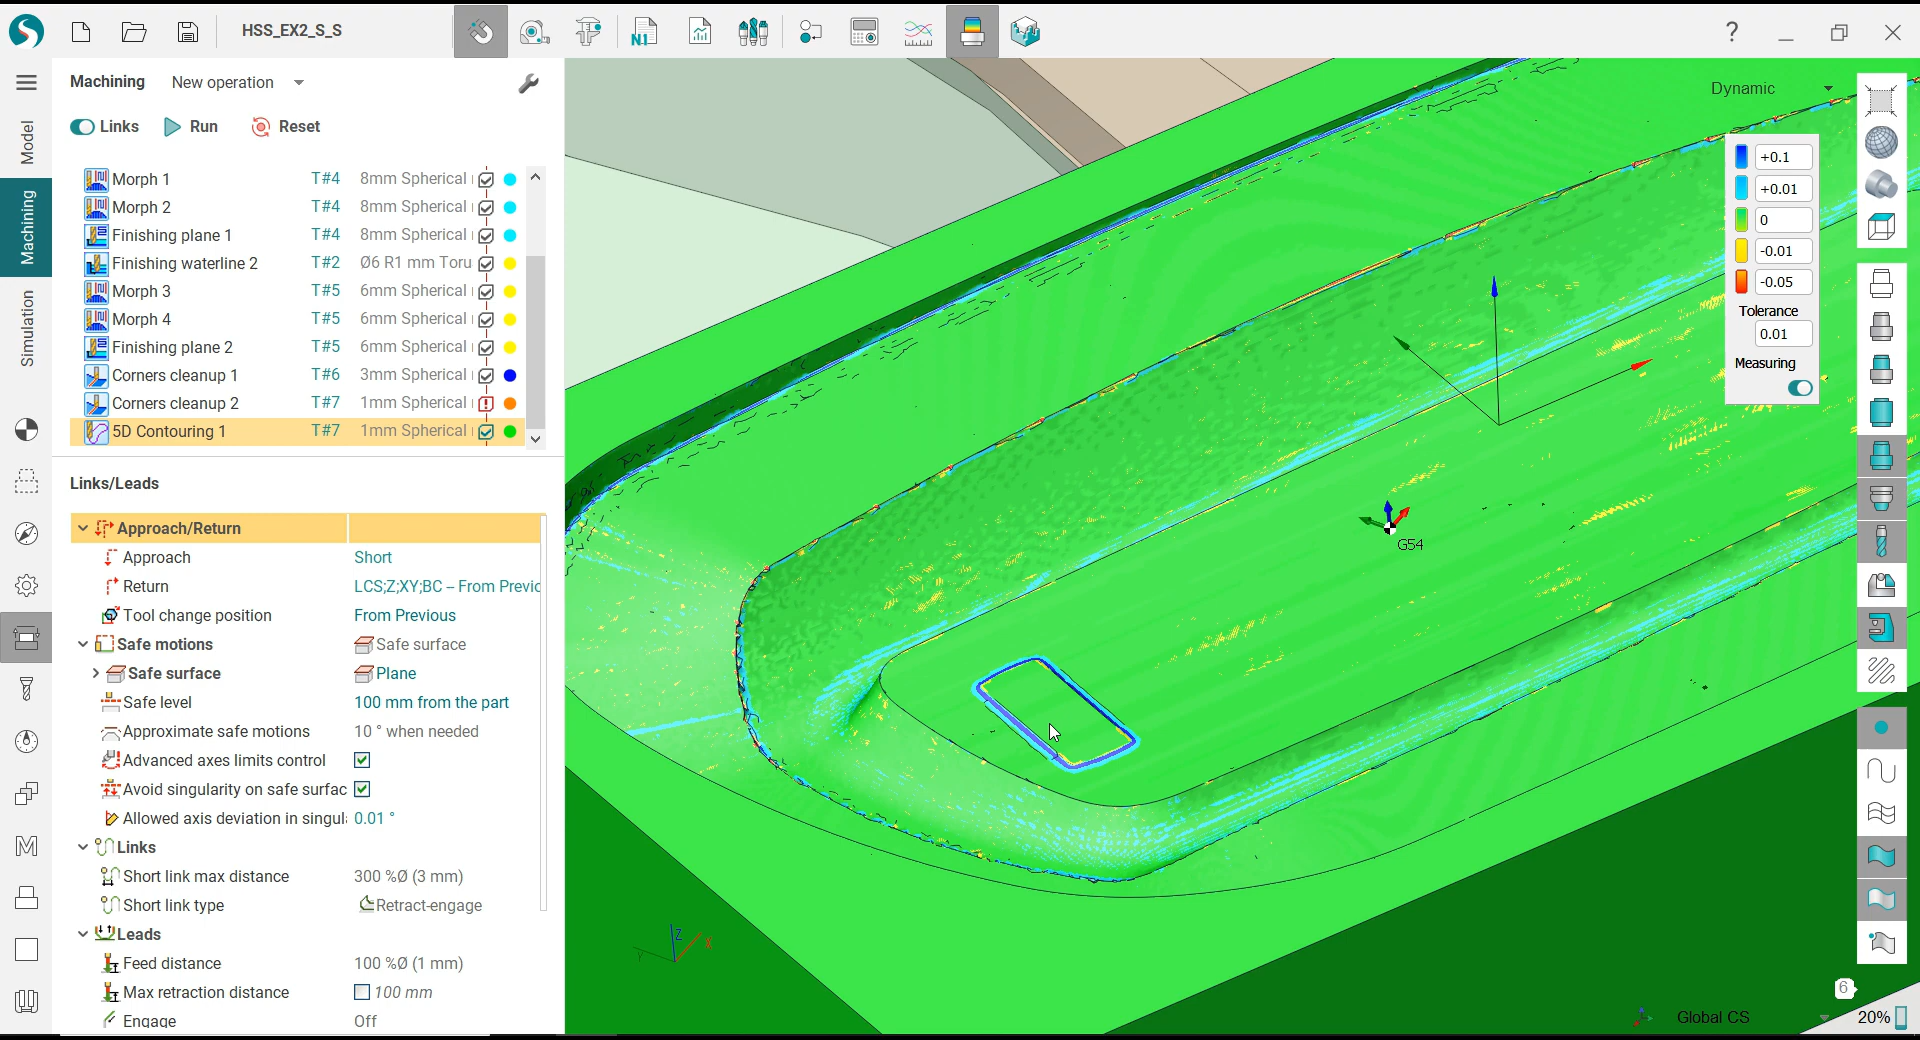 HSS_EX2_S_S
N1
?
Machining
New operation
Links
Run
Reset
Model
Machining
Simulation
Morph 1 T#4 8mm Spherical
Morph 2 T#4 8mm Spherical
Finishing plane 1 T#4 8mm Spherical
Finishing waterline 2 T#2 Ø6 R1 mm Toru
Morph 3 T#5 6mm Spherical
Morph 4 T#5 6mm Spherical
Finishing plane 2 T#5 6mm Spherical
Corners cleanup 1 T#6 3mm Spherical
Corners cleanup 2 T#7 1mm Spherical
5D Contouring 1 T#7 1mm Spherical
Links/Leads
Approach/Return
Approach Short
Return LCS;Z;XY;BC – From Previo
Tool change position From Previous
Safe motions Safe surface
Safe surface Plane
Safe level 100 mm from the part
Approximate safe motions 10 ° when needed
Advanced axes limits control
Avoid singularity on safe surfac
Allowed axis deviation in singul 0.01 °
Links
Short link max distance 300 %Ø (3 mm)
Short link type Retract-engage
Leads
Feed distance 100 %Ø (1 mm)
Max retraction distance 100 mm
Engage Off
Dynamic
+0.1
+0.01
0
-0.01
-0.05
Tolerance
0.01
Measuring
G54
Z
X
Y
6
Global CS
20%